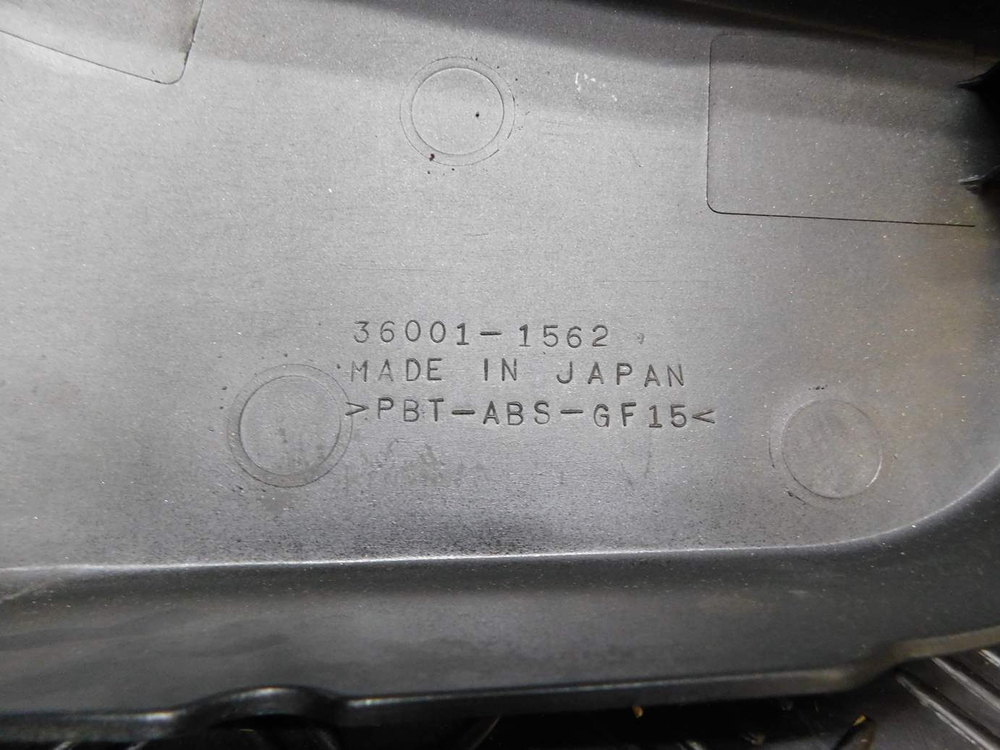 36001-1562
MADE IN JAPAN
>PBT-ABS-GF15<